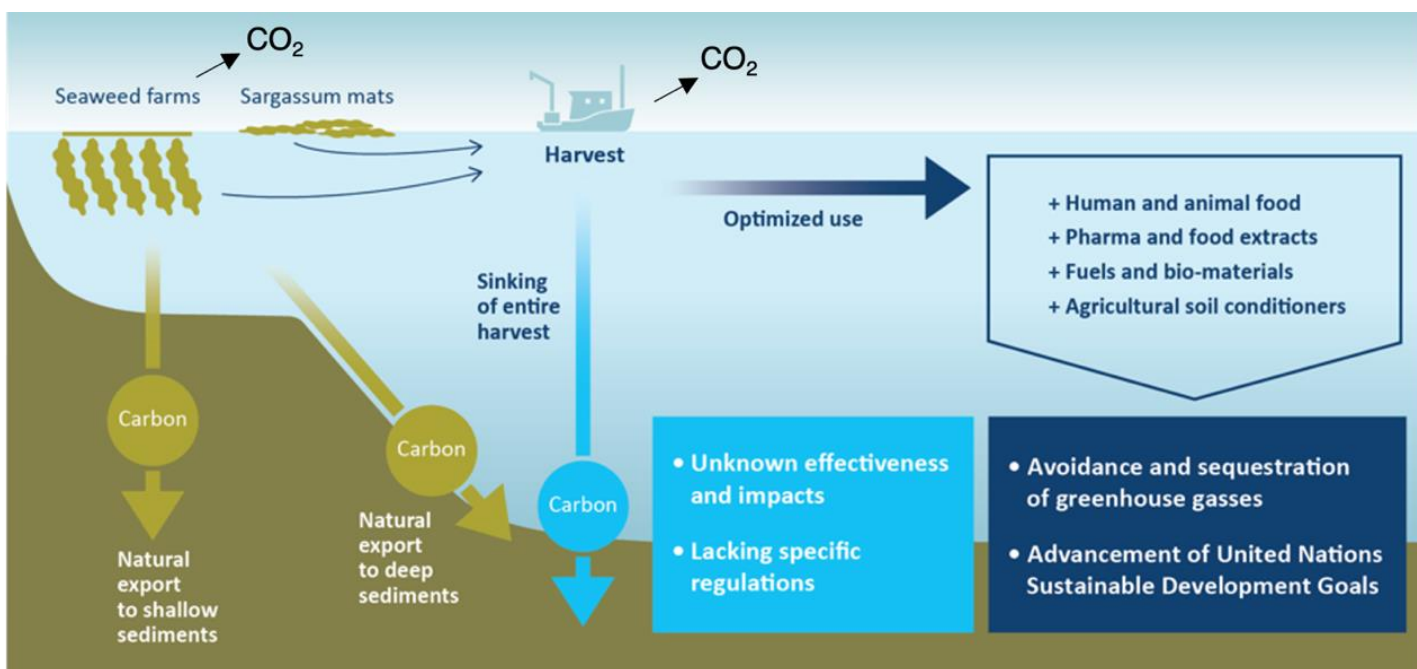 CO₂
CO₂
Seaweed farms
Sargassum mats
Harvest
Optimized use
+ Human and animal food
+ Pharma and food extracts
+ Fuels and bio-materials
+ Agricultural soil conditioners
Sinking
of entire
harvest
Carbon
Carbon
Carbon
Natural
export
to shallow
sediments
Natural
export
to deep
sediments
• Unknown effectiveness
and impacts
• Lacking specific
regulations
• Avoidance and sequestration
of greenhouse gasses
• Advancement of United Nations
Sustainable Development Goals